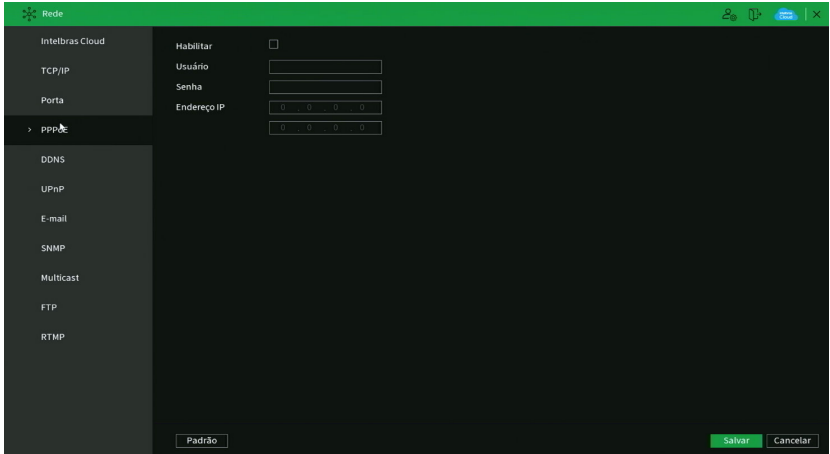 Rede
Intelbras Cloud
TCP/IP
Porta
> PPPoE
DDNS
UPnP
E-mail
SNMP
Multicast
FTP
RTMP
Habilitar
Usuário
Senha
Endereço IP 0 . 0 . 0 . 0
0 . 0 . 0 . 0
Padrão
Salvar Cancelar